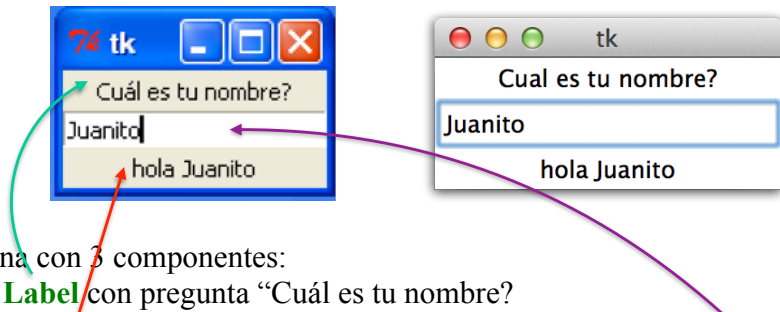 tk
Cuál es tu nombre?
Juanito
hola Juanito
tk
Cual es tu nombre?
Juanito
hola Juanito
con 3 componentes:
Label con pregunta “Cuál es tu nombre?